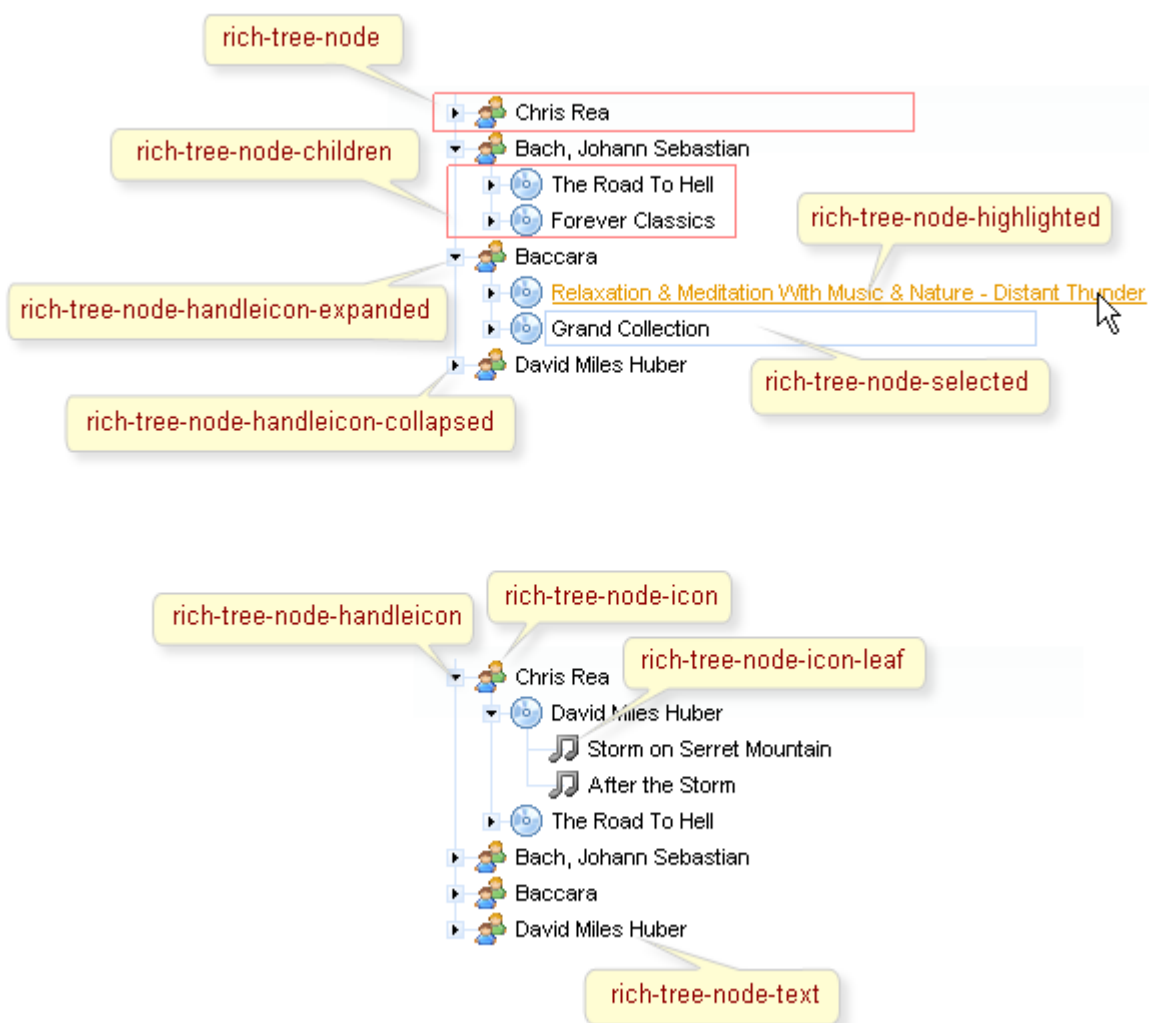 rich-tree-node
Chris Rea
rich-tree-node-children
Bach, Johann Sebastian
The Road To Hell
Forever Classics
rich-tree-node-highlighted
Baccara
rich-tree-node-handleicon-expanded
Relaxation & Meditation With Music & Nature - Distant Thunder
Grand Collection
David Miles Huber
rich-tree-node-selected
rich-tree-node-handleicon-collapsed
rich-tree-node-handleicon
rich-tree-node-icon
rich-tree-node-icon-leaf
Chris Rea
David Miles Huber
Storm on Serret Mountain
After the Storm
The Road To Hell
Bach, Johann Sebastian
Baccara
David Miles Huber
rich-tree-node-text